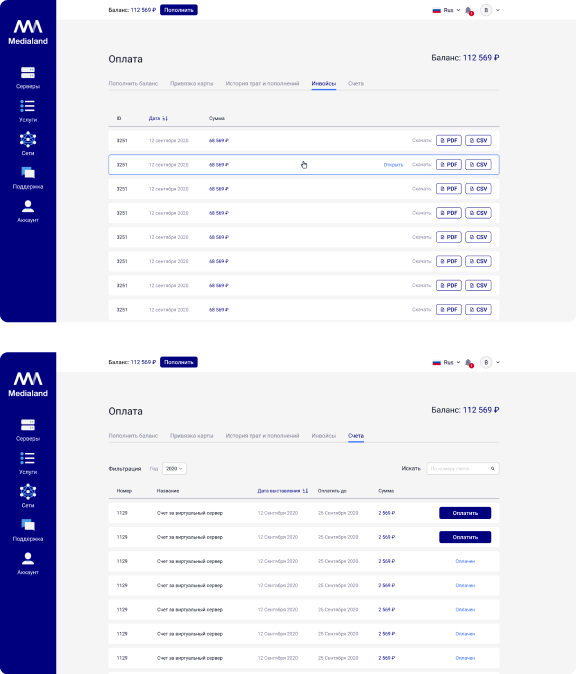 Баланс: 112 569 ₽ Пополнить Rus В
Medialand
Оплата Баланс: 112 569 ₽
Пополнить баланс Привязка карты История трат и пополнений Инвойсы Счета
Серверы
Услуги
Сети
Поддержка
Аккаунт
ID Дата Сумма
3251 12 сентября 2020 68 569 ₽ Скачать: PDF CSV
3251 12 сентября 2020 68 569 ₽ Открыть Скачать: PDF CSV
3251 12 сентября 2020 68 569 ₽ Скачать: PDF CSV
3251 12 сентября 2020 68 569 ₽ Скачать: PDF CSV
3251 12 сентября 2020 68 569 ₽ Скачать: PDF CSV
3251 12 сентября 2020 68 569 ₽ Скачать: PDF CSV
3251 12 сентября 2020 68 569 ₽ Скачать: PDF CSV
3251 12 сентября 2020 68 569 ₽ Скачать: PDF CSV
Баланс: 112 569 ₽ Пополнить Rus В
Medialand
Оплата Баланс: 112 569 ₽
Пополнить баланс Привязка карты История трат и пополнений Инвойсы Счета
Серверы
Услуги
Сети
Поддержка
Аккаунт
Фильтрация Год 2020 Искать По номеру счета
Номер Название Дата выставления Оплатить до Сумма
1129 Счет за виртуальный сервер 12 Сентября 2020 25 Сентября 2020 2 569 ₽ Оплатить
1129 Счет за виртуальный сервер 12 Сентября 2020 25 Сентября 2020 2 569 ₽ Оплатить
1129 Счет за виртуальный сервер 12 Сентября 2020 25 Сентября 2020 2 569 ₽ Оплачен
1129 Счет за виртуальный сервер 12 Сентября 2020 25 Сентября 2020 2 569 ₽ Оплачен
1129 Счет за виртуальный сервер 12 Сентября 2020 25 Сентября 2020 2 569 ₽ Оплачен
1129 Счет за виртуальный сервер 12 Сентября 2020 25 Сентября 2020 2 569 ₽ Оплачен
1129 Счет за виртуальный сервер 12 Сентября 2020 25 Сентября 2020 2 569 ₽ Оплачен